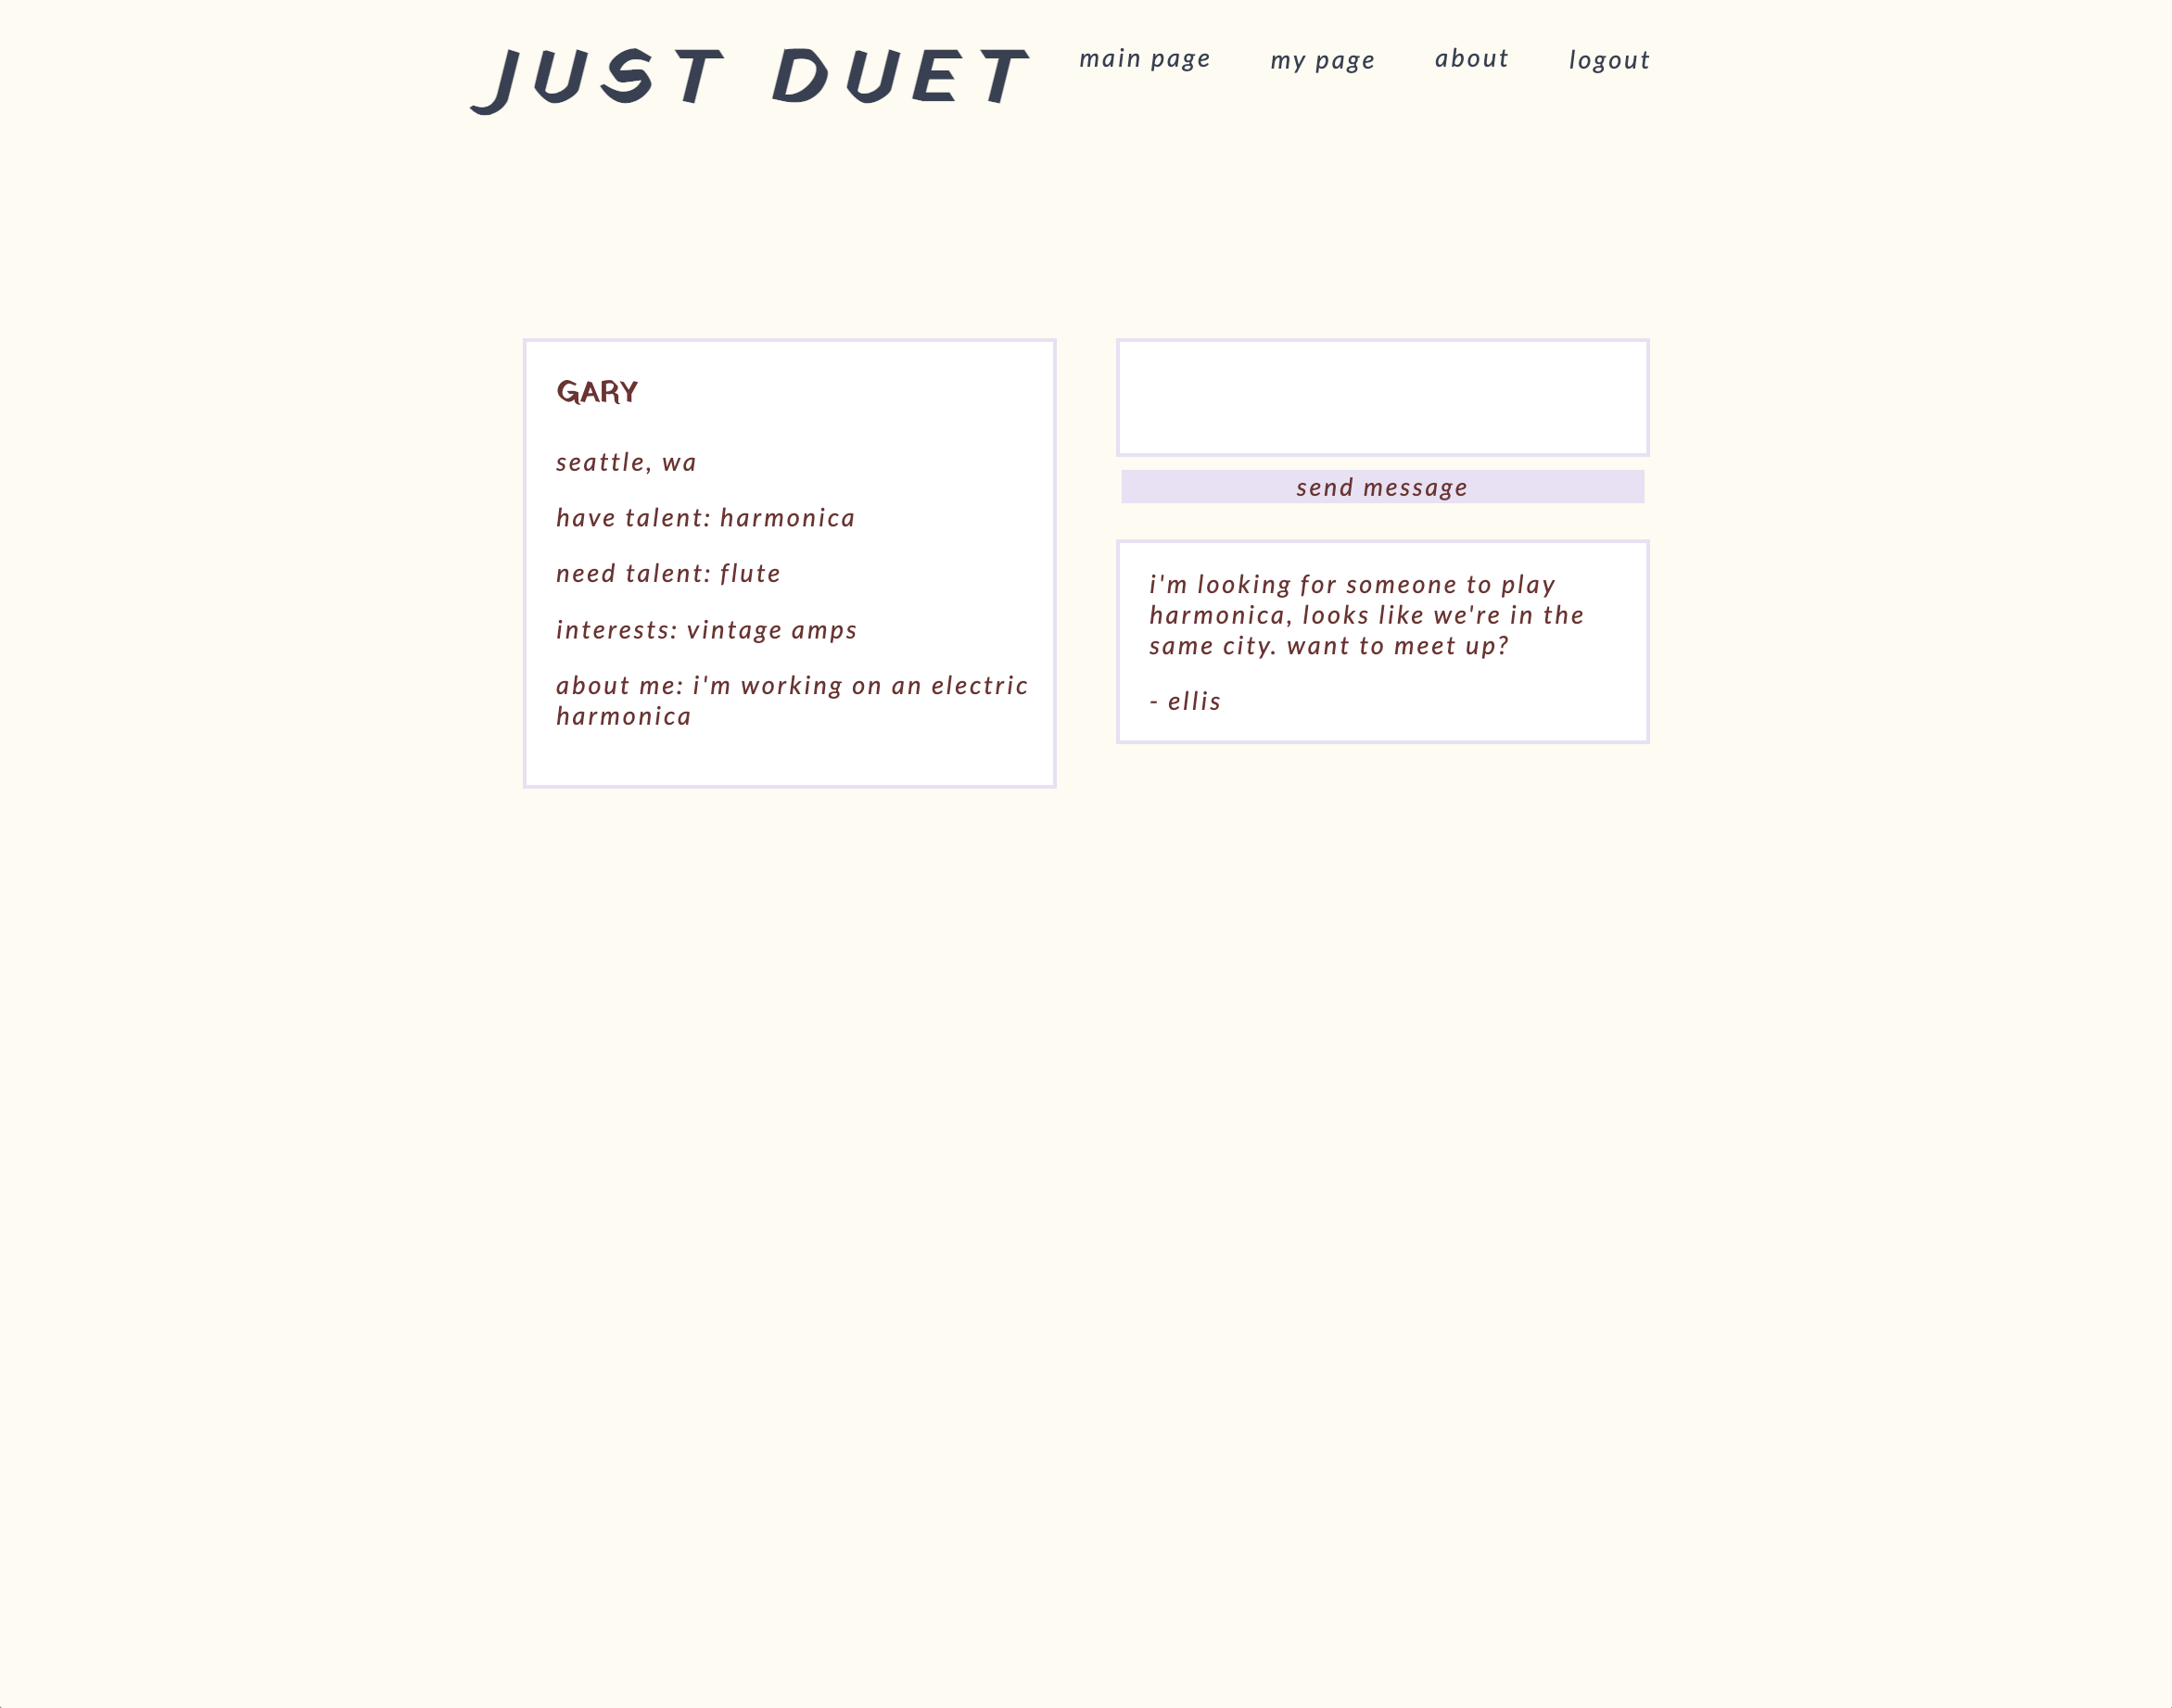 JUST DUET
main page
my page
about
logout
GARY
seattle, wa
have talent: harmonica
need talent: flute
interests: vintage amps
about me: i'm working on an electric
harmonica
send message
i'm looking for someone to play
harmonica, looks like we're in the
same city. want to meet up?
- ellis